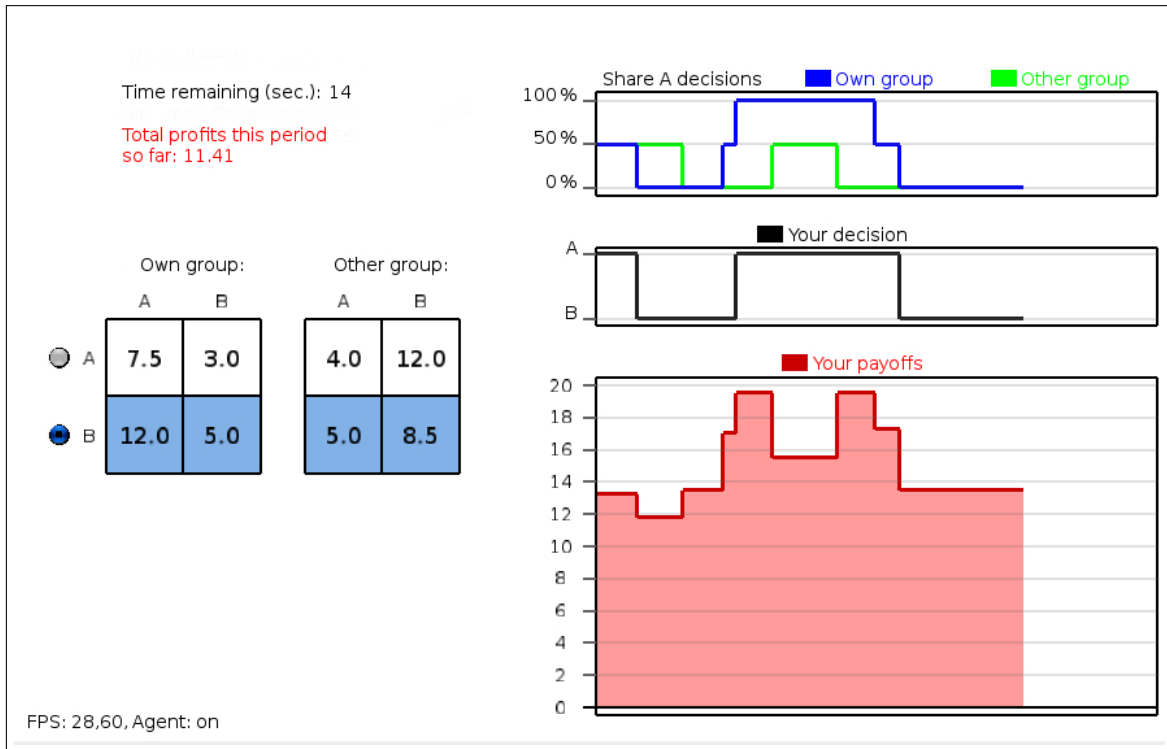 Time remaining (sec.): 14
Total profits this period
so far: 11.41
Own group:
Other group:
A B
A B
A 7.5 3.0 4.0 12.0
B 12.0 5.0 5.0 8.5
FPS: 28,60, Agent: on
Share A decisions Own group Other group
100 %
50 %
0 %
Your decision
A
B
Your payoffs
20
18
16
14
12
10
8
6
4
2
0